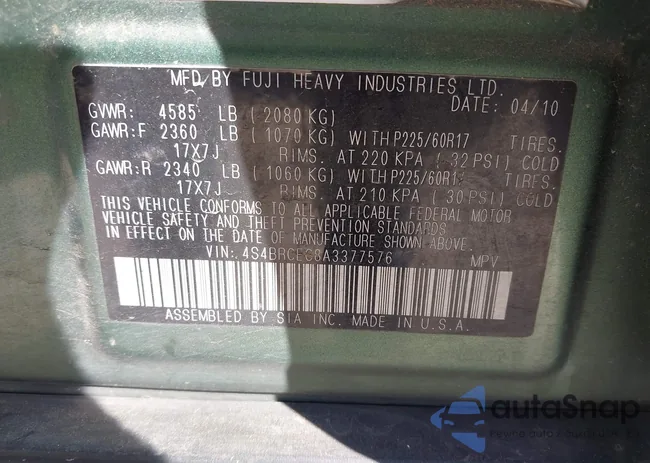 MFD. BY FUJI HEAVY INDUSTRIES LTD.
DATE: 04/10
GVWR: 4585 LB (2080 KG)
GAWR:F 2360 LB (1070 KG) WITH P225/60R17 TIRES.
17X7J RIMS. AT 220 KPA (32 PSI) COLD
GAWR:R 2340 LB (1060 KG) WITH P225/60R17 TIRES.
17X7J RIMS. AT 210 KPA (30 PSI) COLD
THIS VEHICLE CONFORMS TO ALL APPLICABLE FEDERAL MOTOR
VEHICLE SAFETY AND THEFT PREVENTION STANDARDS
IN EFFECT ON THE DATE OF MANUFACTURE SHOWN ABOVE.
VIN: MPV
ASSEMBLED BY SIA INC. MADE IN U.S.A.
autoSnap